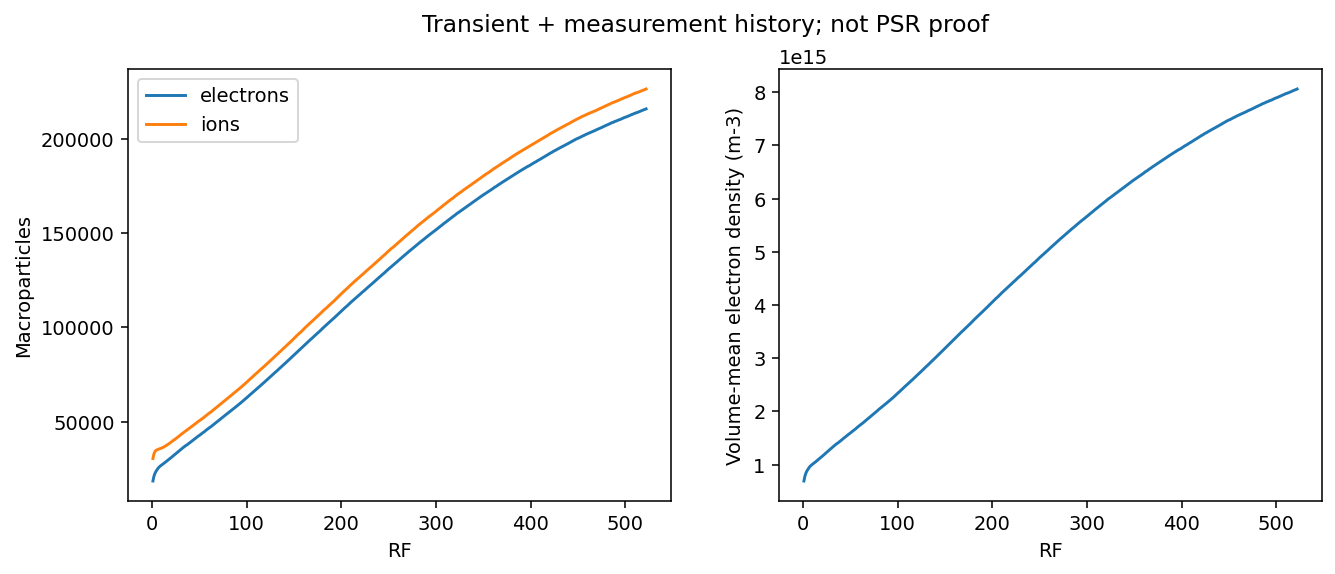 Transient + measurement history; not PSR proof
electrons
ions
Macroparticles
200000
150000
100000
50000
0 100 200 300 400 500
RF
1e15
Volume-mean electron density (m-3)
8
7
6
5
4
3
2
1
0 100 200 300 400 500
RF